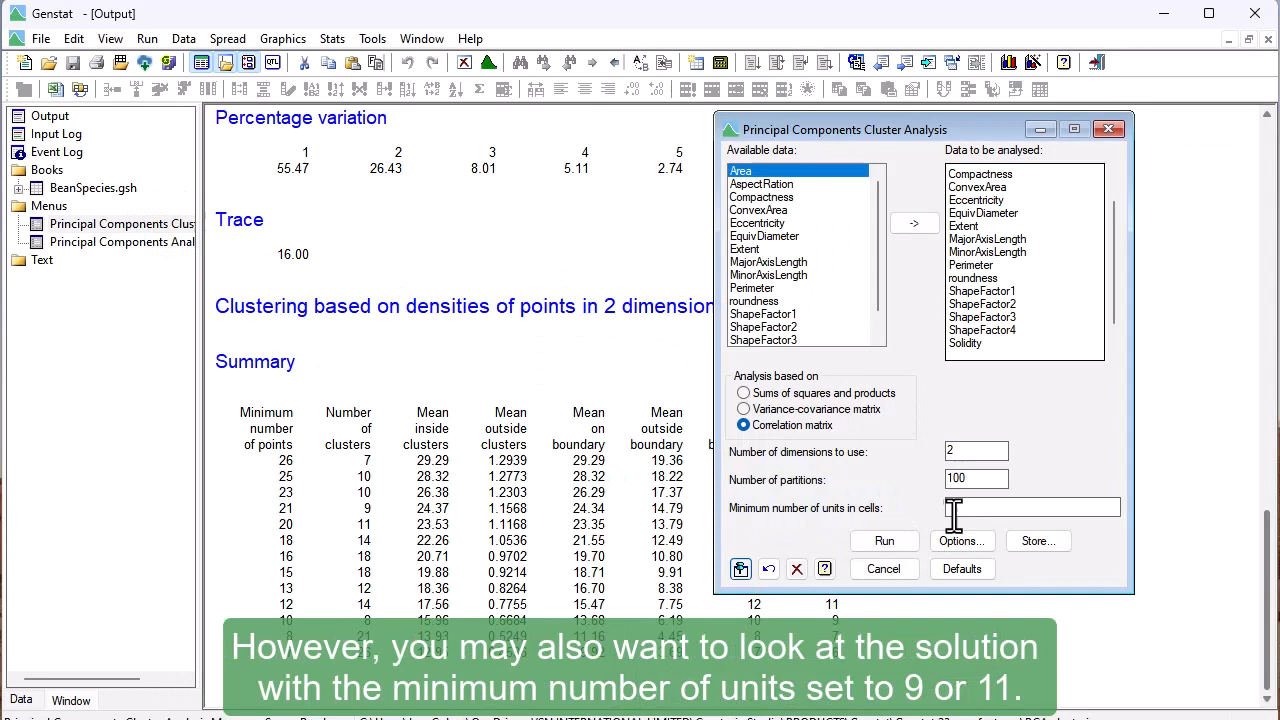 Genstat - [Output]
File Edit View Run Data Spread Graphics Stats Tools Window Help
Output
Input Log
Event Log
Books
BeanSpecies.gsh
Menus
Principal Components Clus
Principal Components Anal
Text
Data Window
Percentage variation
1 2 3 4 5
55.47 26.43 8.01 5.11 2.74
Trace
16.00
Clustering based on densities of points in 2 dimension
Summary
Minimum Number Mean Mean Mean Mean
number of inside outside on outside
of points clusters clusters clusters boundary boundary
26 7 29.29 1.2939 29.29 19.36
25 10 28.32 1.2773 28.32 18.22
23 10 26.38 1.2303 26.29 17.37
21 9 24.37 1.1568 24.34 14.79
20 11 23.53 1.1168 23.35 13.79
18 14 22.26 1.0536 21.55 12.49
16 18 20.71 0.9702 19.70 10.80
15 18 19.88 0.9214 18.71 9.91
13 12 18.36 0.8264 16.70 8.38
12 14 17.56 0.7755 15.47 7.75 12 11
Principal Components Cluster Analysis
Available data:
Area
AspectRation
Compactness
ConvexArea
Eccentricity
EquivDiameter
Extent
MajorAxisLength
MinorAxisLength
Perimeter
roundness
ShapeFactor1
ShapeFactor2
ShapeFactor3
->
Data to be analysed:
Compactness
ConvexArea
Eccentricity
EquivDiameter
Extent
MajorAxisLength
MinorAxisLength
Perimeter
roundness
ShapeFactor1
ShapeFactor2
ShapeFactor3
ShapeFactor4
Solidity
Analysis based on
Sums of squares and products
Variance-covariance matrix
Correlation matrix
Number of dimensions to use: 2
Number of partitions: 100
Minimum number of units in cells:
Run Options... Store...
Cancel Defaults
However, you may also want to look at the solution
with the minimum number of units set to 9 or 11.